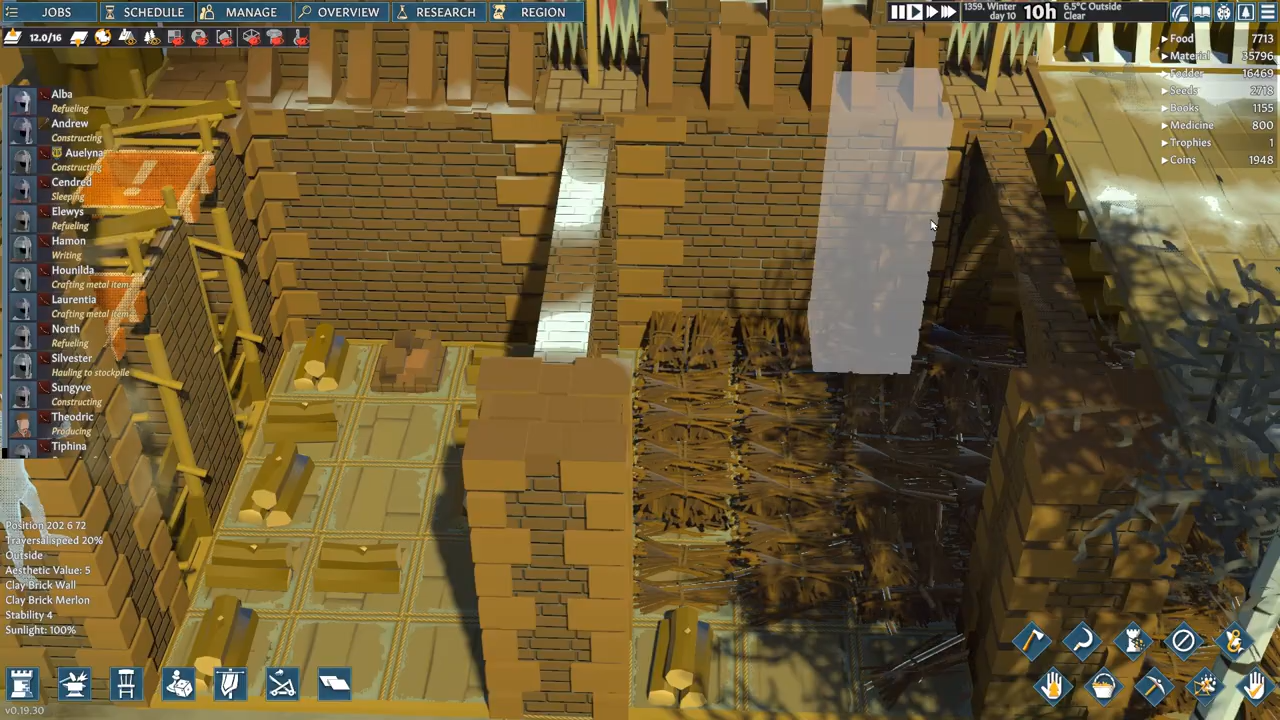 JOBS SCHEDULE MANAGE OVERVIEW RESEARCH REGION
1359. Winter
day 10
10h
6.5°C Outside
Clear
12.0/16
Food 7713
Material 35796
Fodder 16469
Seeds 2718
Books 1155
Medicine 800
Trophies 1
Coins 1948
Alba
Refueling
Andrew
Constructing
Auelyna
Constructing
Cendred
Sleeping
Elewys
Refueling
Hamon
Writing
Hounilda
Crafting metal item
Laurentia
Crafting metal item
North
Refueling
Silvester
Hauling to stockpile
Sungyve
Constructing
Theodric
Producing
Tiphina
Position 202 6 72
Traversalspeed 20%
Outside
Aesthetic Value: 5
Clay Brick Wall
Clay Brick Merlon
Stability 4
Sunlight: 100%
v0.19.30